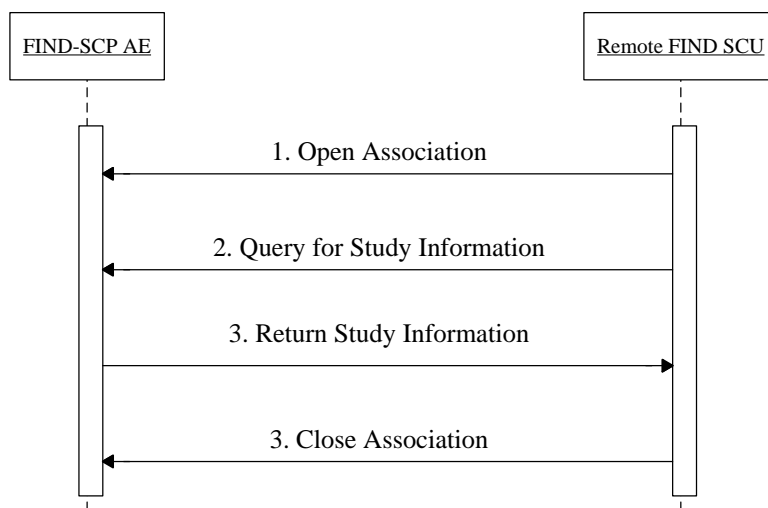 FIND-SCP AE
Remote FIND SCU
1. Open Association
2. Query for Study Information
3. Return Study Information
3. Close Association